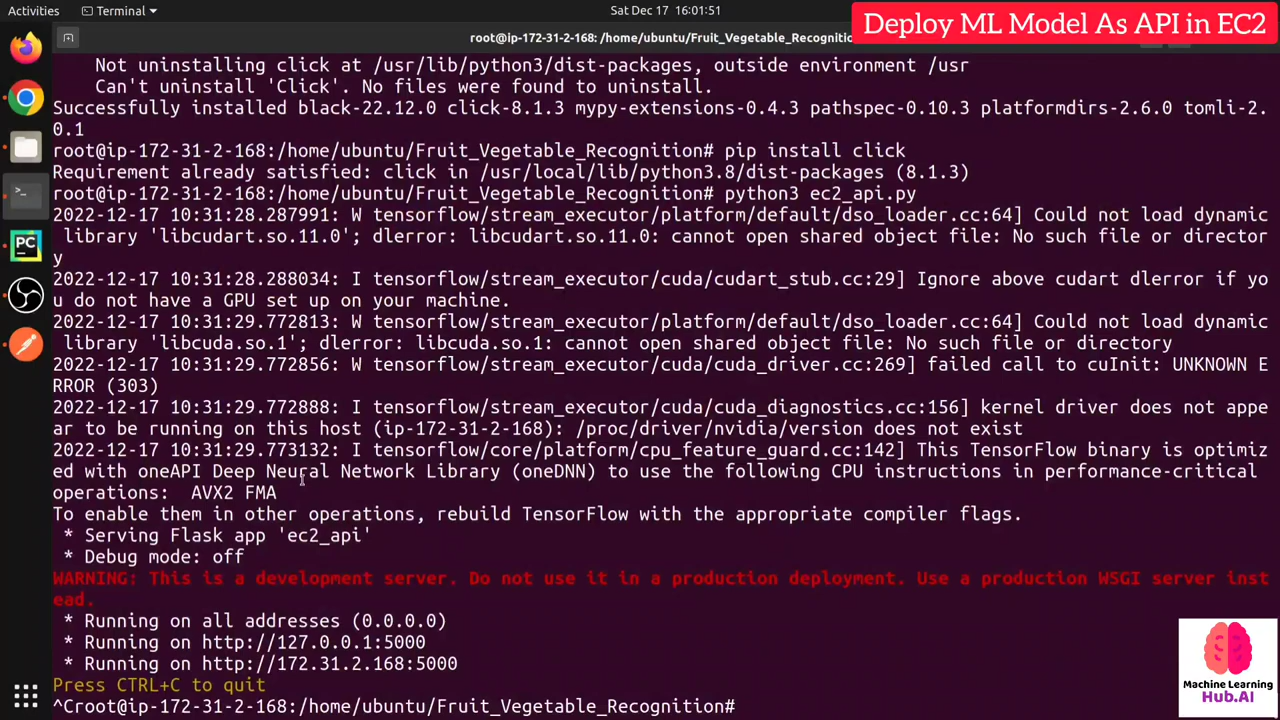 Activities
Terminal
Sat Dec 17 16:01:51
Deploy ML Model As API in EC2
root@ip-172-31-2-168: /home/ubuntu/Fruit_Vegetable_Recognitio
Not uninstalling click at /usr/lib/python3/dist-packages, outside environment /usr
Can't uninstall 'Click'. No files were found to uninstall.
Successfully installed black-22.12.0 click-8.1.3 mypy-extensions-0.4.3 pathspec-0.10.3 platformdirs-2.6.0 tomli-2.
0.1
root@ip-172-31-2-168:/home/ubuntu/Fruit_Vegetable_Recognition# pip install click
Requirement already satisfied: click in /usr/local/lib/python3.8/dist-packages (8.1.3)
root@ip-172-31-2-168:/home/ubuntu/Fruit_Vegetable_Recognition# python3 ec2_api.py
2022-12-17 10:31:28.287991: W tensorflow/stream_executor/platform/default/dso_loader.cc:64] Could not load dynamic
library 'libcudart.so.11.0'; dlerror: libcudart.so.11.0: cannot open shared object file: No such file or director
y
2022-12-17 10:31:28.288034: I tensorflow/stream_executor/cuda/cudart_stub.cc:29] Ignore above cudart dlerror if yo
u do not have a GPU set up on your machine.
2022-12-17 10:31:29.772813: W tensorflow/stream_executor/platform/default/dso_loader.cc:64] Could not load dynamic
library 'libcuda.so.1'; dlerror: libcuda.so.1: cannot open shared object file: No such file or directory
2022-12-17 10:31:29.772856: W tensorflow/stream_executor/cuda/cuda_driver.cc:269] failed call to cuInit: UNKNOWN E
RROR (303)
2022-12-17 10:31:29.772888: I tensorflow/stream_executor/cuda/cuda_diagnostics.cc:156] kernel driver does not appe
ar to be running on this host (ip-172-31-2-168): /proc/driver/nvidia/version does not exist
2022-12-17 10:31:29.773132: I tensorflow/core/platform/cpu_feature_guard.cc:142] This TensorFlow binary is optimiz
ed with oneAPI Deep Neural Network Library (oneDNN) to use the following CPU instructions in performance-critical
operations:  AVX2 FMA
To enable them in other operations, rebuild TensorFlow with the appropriate compiler flags.
* Serving Flask app 'ec2_api'
* Debug mode: off
WARNING: This is a development server. Do not use it in a production deployment. Use a production WSGI server inst
ead.
* Running on all addresses (0.0.0.0)
* Running on http://127.0.0.1:5000
* Running on http://172.31.2.168:5000
Press CTRL+C to quit
^Croot@ip-172-31-2-168:/home/ubuntu/Fruit_Vegetable_Recognition#
PC
Machine Learning
Hub.AI